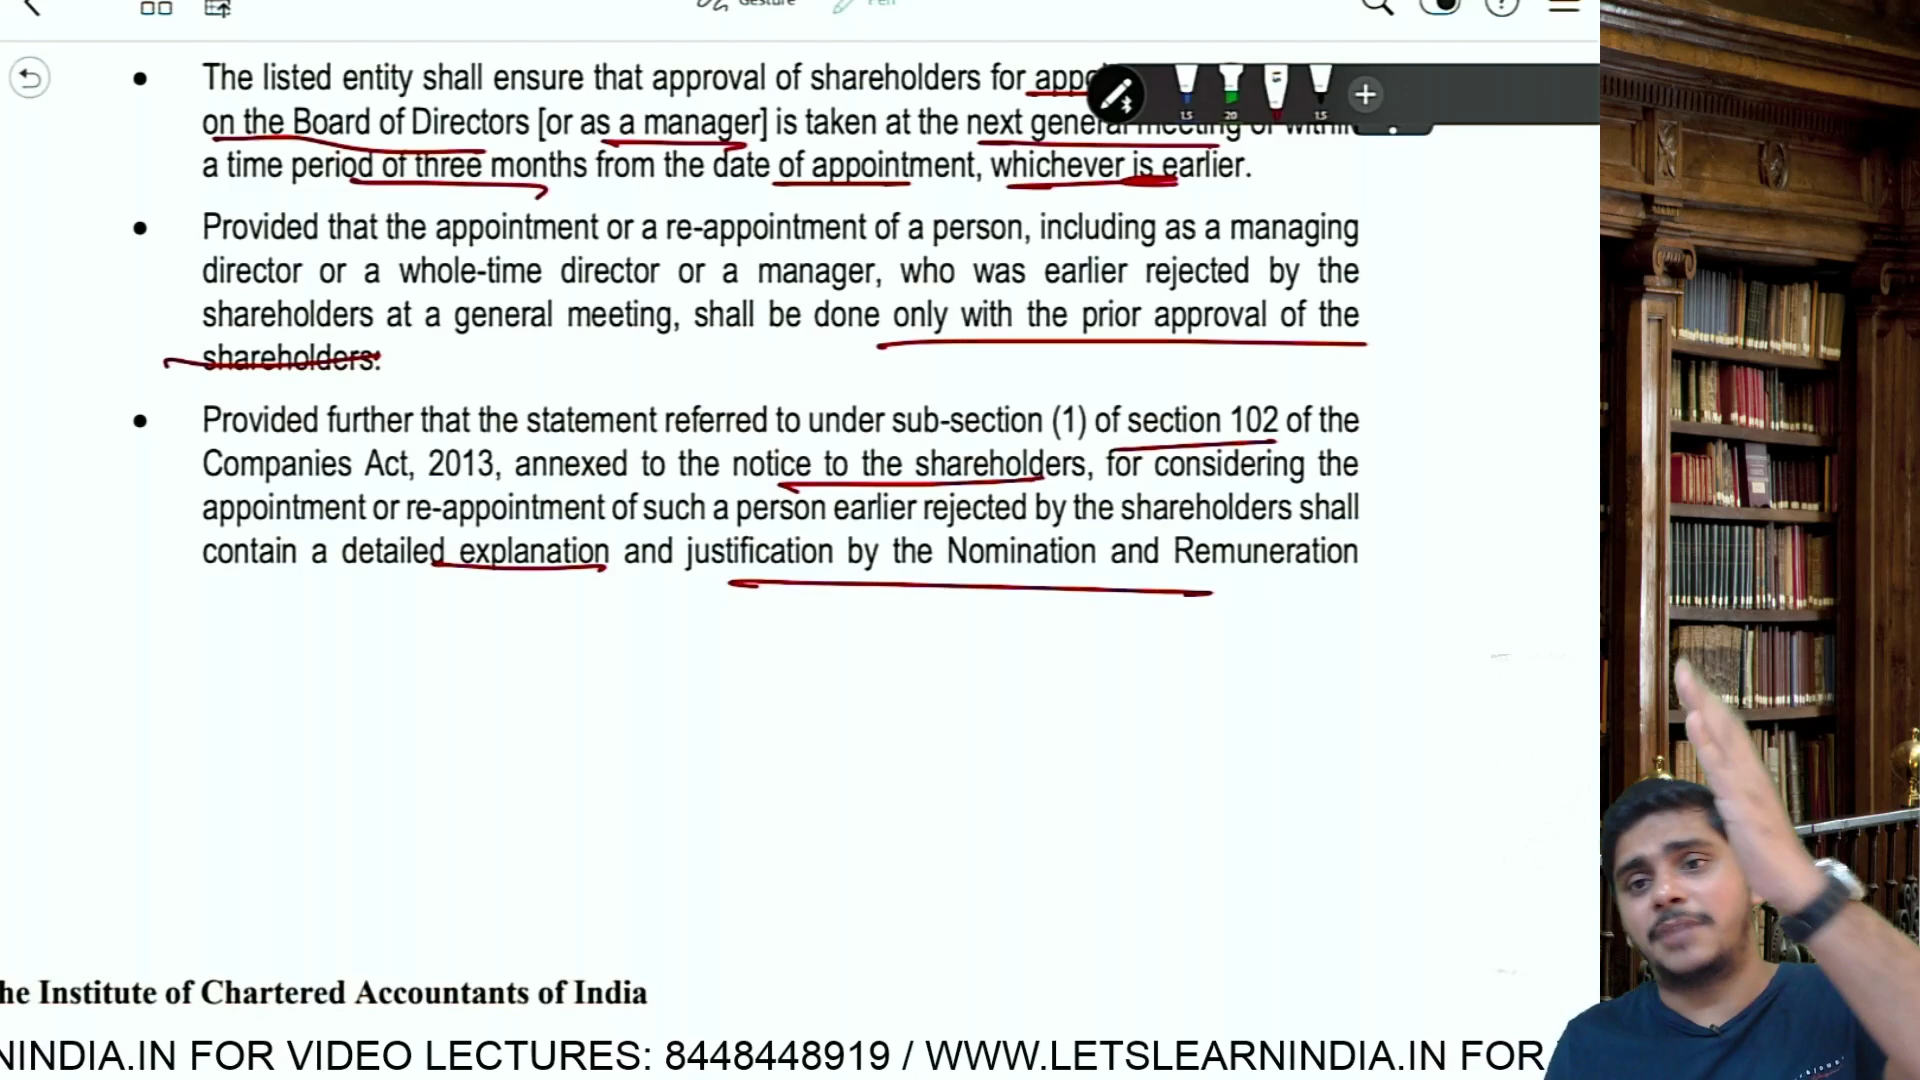 The listed entity shall ensure that approval of shareholders for
on the Board of Directors [or as a manager] is taken at the next general meeting or within
a time period of three months from the date of appointment, whichever is earlier.
Provided that the appointment or a re-appointment of a person, including as a managing
director or a whole-time director or a manager, who was earlier rejected by the
shareholders at a general meeting, shall be done only with the prior approval of the
shareholders:
Provided further that the statement referred to under sub-section (1) of section 102 of the
Companies Act, 2013, annexed to the notice to the shareholders, for considering the
appointment or re-appointment of such a person earlier rejected by the shareholders shall
contain a detailed explanation and justification by the Nomination and Remuneration
he Institute of Chartered Accountants of India
NINDIA.IN FOR VIDEO LECTURES: 8448448919 / WWW.LETSLEARNINDIA.IN FOR